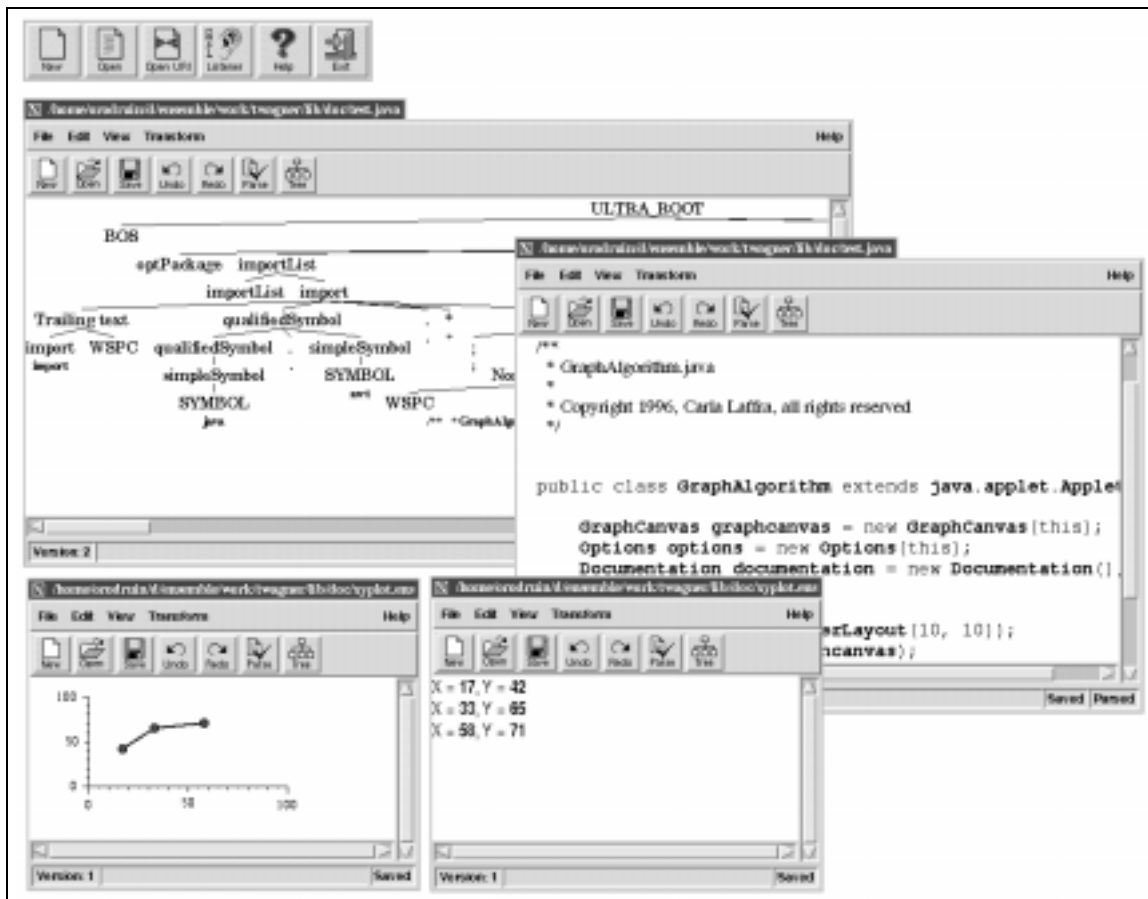 New Open Open URL Listener Help Exit
File Edit View Transform Help
New Open Save Undo Redo Parse Tree
ULTRA_ROOT
BOS
optPackage importList
importList import
Trailing text qualifiedSymbol . *
import WSPC qualifiedSymbol . simpleSymbol . * ;
import simpleSymbol . SYMBOL ;
SYMBOL WSPC
java /** *GraphAlg
Version: 2
File Edit View Transform Help
New Open Save Undo Redo Parse Tree
/**
* GraphAlgorithm.java
*
* Copyright 1996, Carla Laffra, all rights reserved
*/
public class GraphAlgorithm extends java.applet.Applet
GraphCanvas graphcanvas = new GraphCanvas(this);
Options options = new Options(this);
Documentation documentation = new Documentation()
erLayout(10, 10));
hcanvas);
Saved Parsed
File Edit View Transform Help
New Open Save Undo Redo Parse Tree
100
50
0
0 50 100
Version: 1 Saved
File Edit View Transform Help
New Open Save Undo Redo Parse Tree
X = 17, Y = 42
X = 33, Y = 65
X = 58, Y = 71
Version: 1 Saved